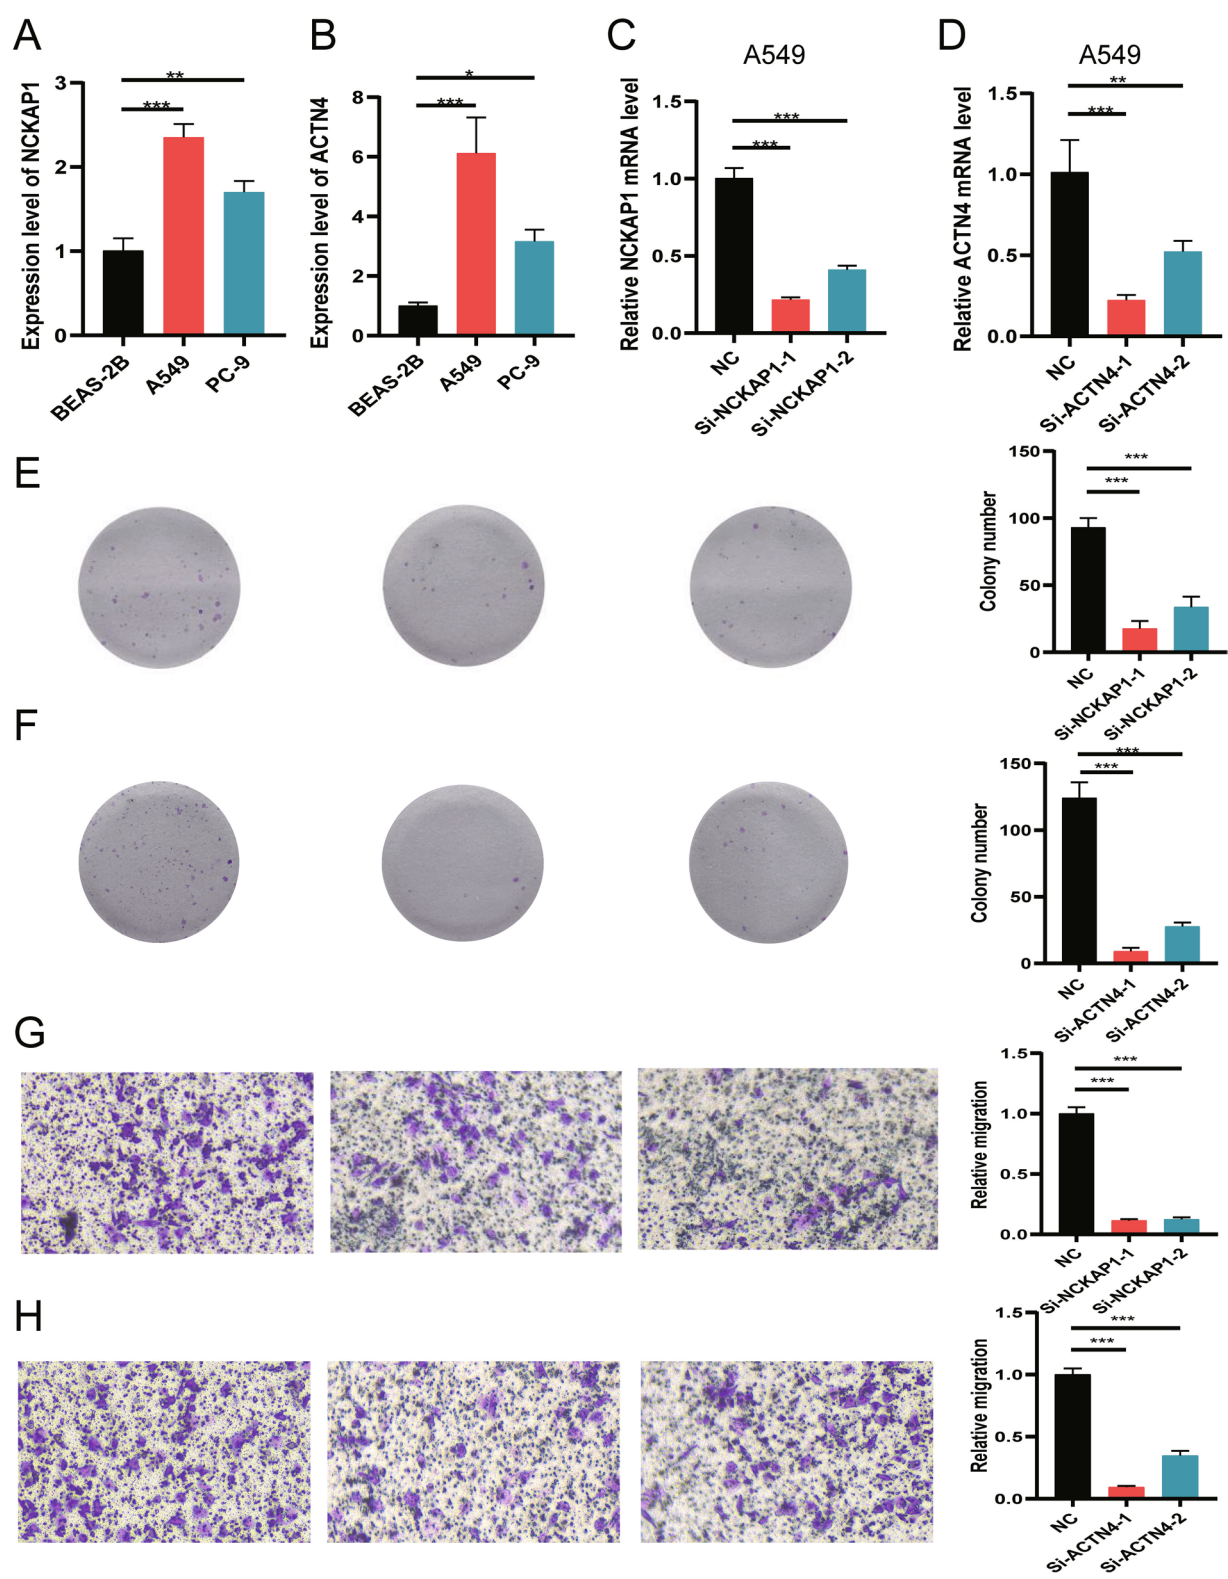 A
Expression level of NCKAP1
3
2
1
0
**
***
BEAS-2B
A549
PC-9
B
Expression level of ACTN4
8
6
4
2
0
*
***
BEAS-2B
A549
PC-9
C
A549
Relative NCKAP1 mRNA level
1.5
1.0
0.5
0.0
***
***
NC
Si-NCKAP1-1
Si-NCKAP1-2
D
A549
Relative ACTN4 mRNA level
1.5
1.0
0.5
0.0
**
***
NC
Si-ACTN4-1
Si-ACTN4-2
E
Colony number
150
100
50
0
***
***
NC
Si-NCKAP1-1
Si-NCKAP1-2
F
Colony number
150
100
50
0
***
***
NC
Si-ACTN4-1
Si-ACTN4-2
G
Relative migration
1.5
1.0
0.5
0.0
***
***
NC
Si-NCKAP1-1
Si-NCKAP1-2
H
Relative migration
1.5
1.0
0.5
0.0
***
***
NC
Si-ACTN4-1
Si-ACTN4-2